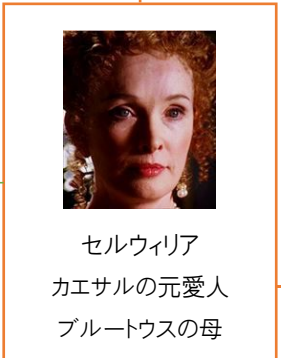 セルウィリア
カエサルの元愛人
ブルートウスの母